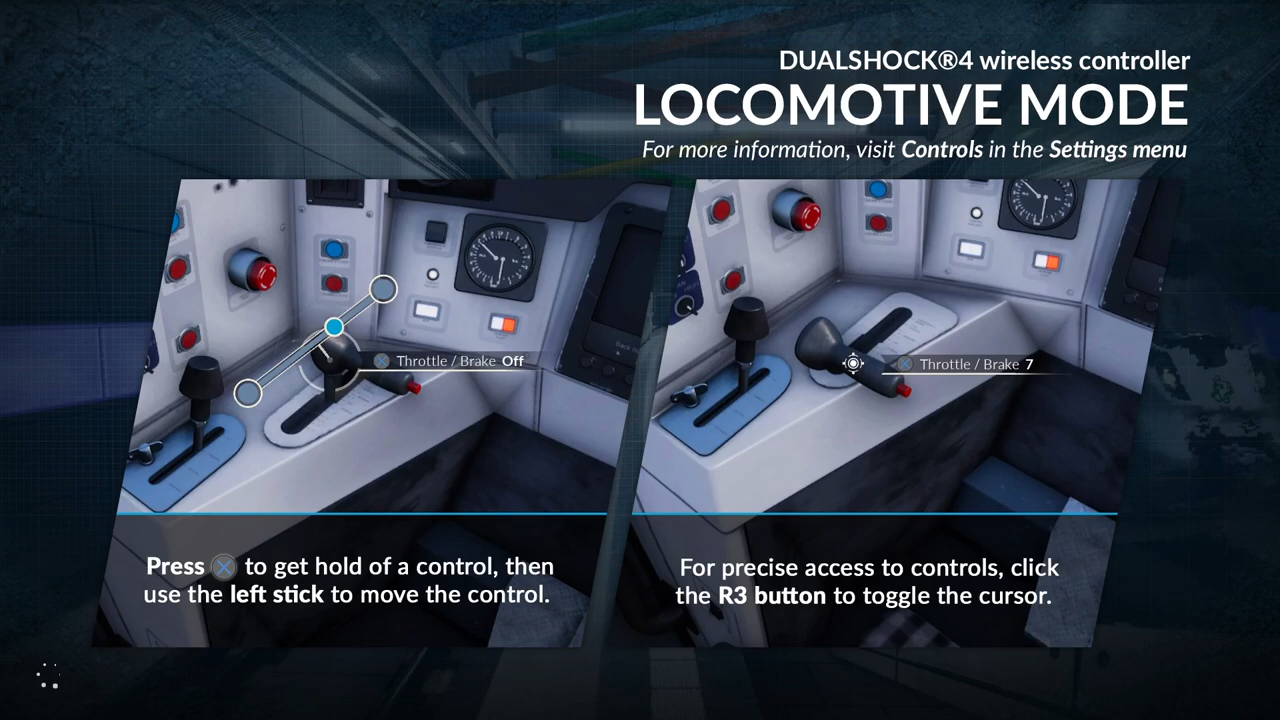 DUALSHOCK®4 wireless controller
LOCOMOTIVE MODE
For more information, visit Controls in the Settings menu
Throttle / Brake Off
Throttle / Brake 7
Press to get hold of a control, then
use the left stick to move the control.
For precise access to controls, click
the R3 button to toggle the cursor.